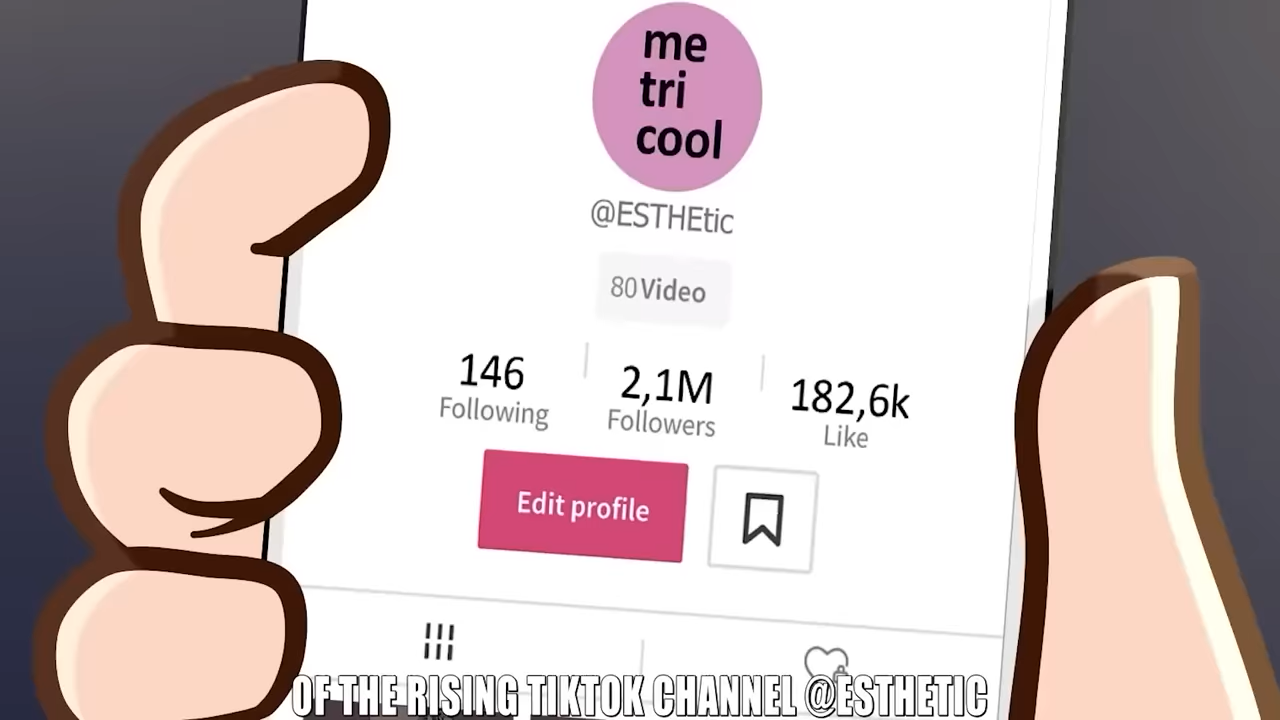 me
tri
cool
@ESTHEtic
80 Video
146
Following
2,1M
Followers
182,6k
Like
Edit profile
OF THE RISING TIKTOK CHANNEL @ESTHETIC